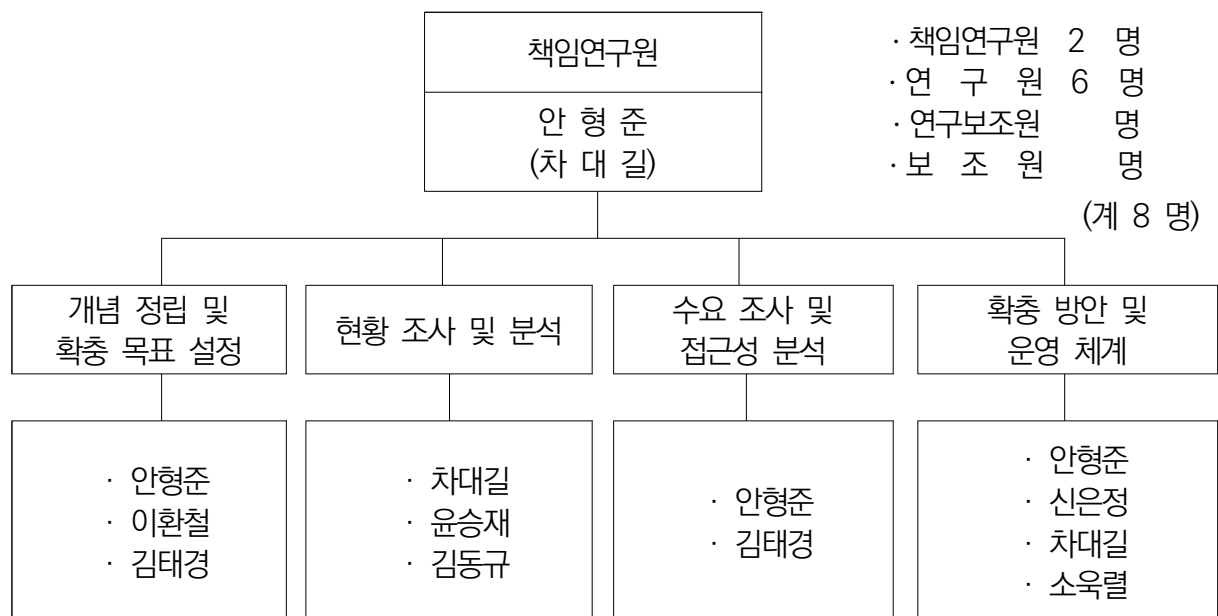 책임연구원
안 형 준
(차 대 길)
· 책임연구원 2 명
· 연 구 원 6 명
· 연구보조원 명
· 보 조 원 명
(계 8 명)
개념 정립 및
확충 목표 설정
현황 조사 및 분석
수요 조사 및
접근성 분석
확충 방안 및
운영 체계
· 안형준
· 이환철
· 김태경
· 차대길
· 윤승재
· 김동규
· 안형준
· 김태경
· 안형준
· 신은정
· 차대길
· 소욱렬